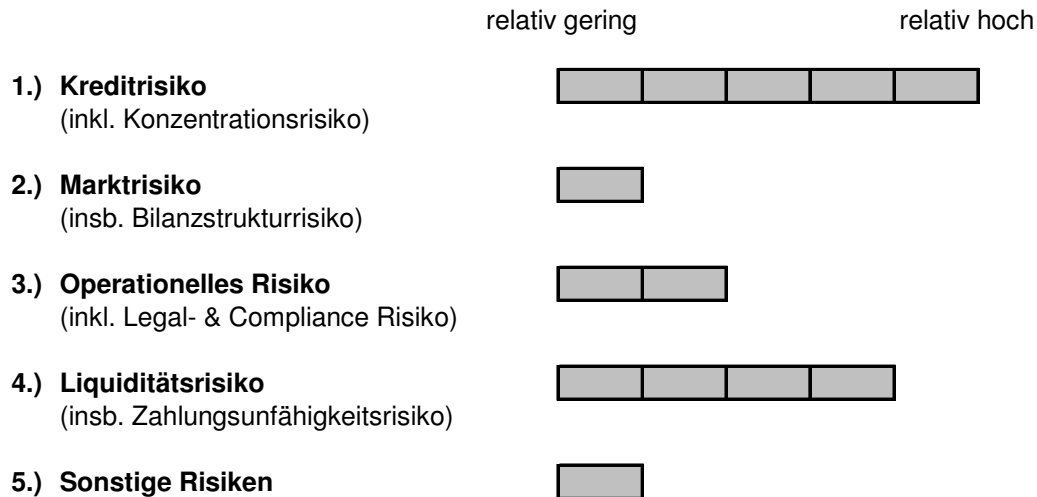 relativ gering relativ hoch
1.) Kreditrisiko
(inkl. Konzentrationsrisiko)
2.) Marktrisiko
(insb. Bilanzstrukturrisiko)
3.) Operationelles Risiko
(inkl. Legal- & Compliance Risiko)
4.) Liquiditätsrisiko
(insb. Zahlungsunfähigkeitsrisiko)
5.) Sonstige Risiken